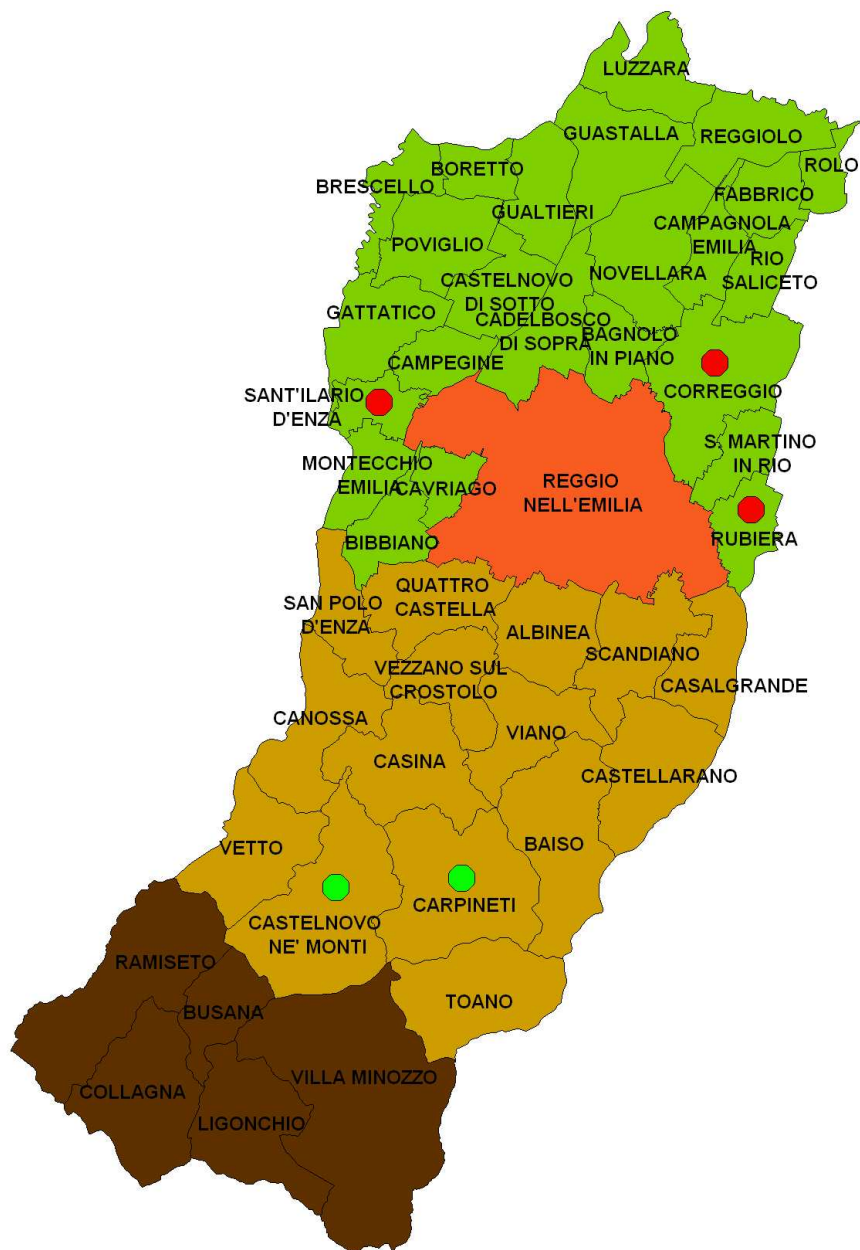 LUZZARA
GUASTALLA
REGGIOLO
ROLO
BORETTO
BRESCELLO
FABBRICO
GUALTIERI
CAMPAGNOLA
EMILIA
POVIGLIO
RIO
SALICETO
NOVELLARA
CASTELNOVO
DI SOTTO
GATTATICO
CADELBOSCO
DI SOPRA
BAGNOLO
IN PIANO
CAMPEGINE
CORREGGIO
SANT'ILARIO
D'ENZA
S. MARTINO
IN RIO
MONTECCHIO
EMILIA
CAVRIAGO
REGGIO
NELL'EMILIA
RUBIERA
BIBBIANO
QUATTRO
CASTELLA
SAN POLO
D'ENZA
ALBINEA
SCANDIANO
VEZZANO SUL
CROSTOLO
CASALGRANDE
CANOSSA
VIANO
CASINA
CASTELLARANO
VETTO
BAISO
CARPINETI
CASTELNOVO
NE' MONTI
RAMISETO
TOANO
BUSANA
VILLA MINOZZO
COLLAGNA
LIGONCHIO